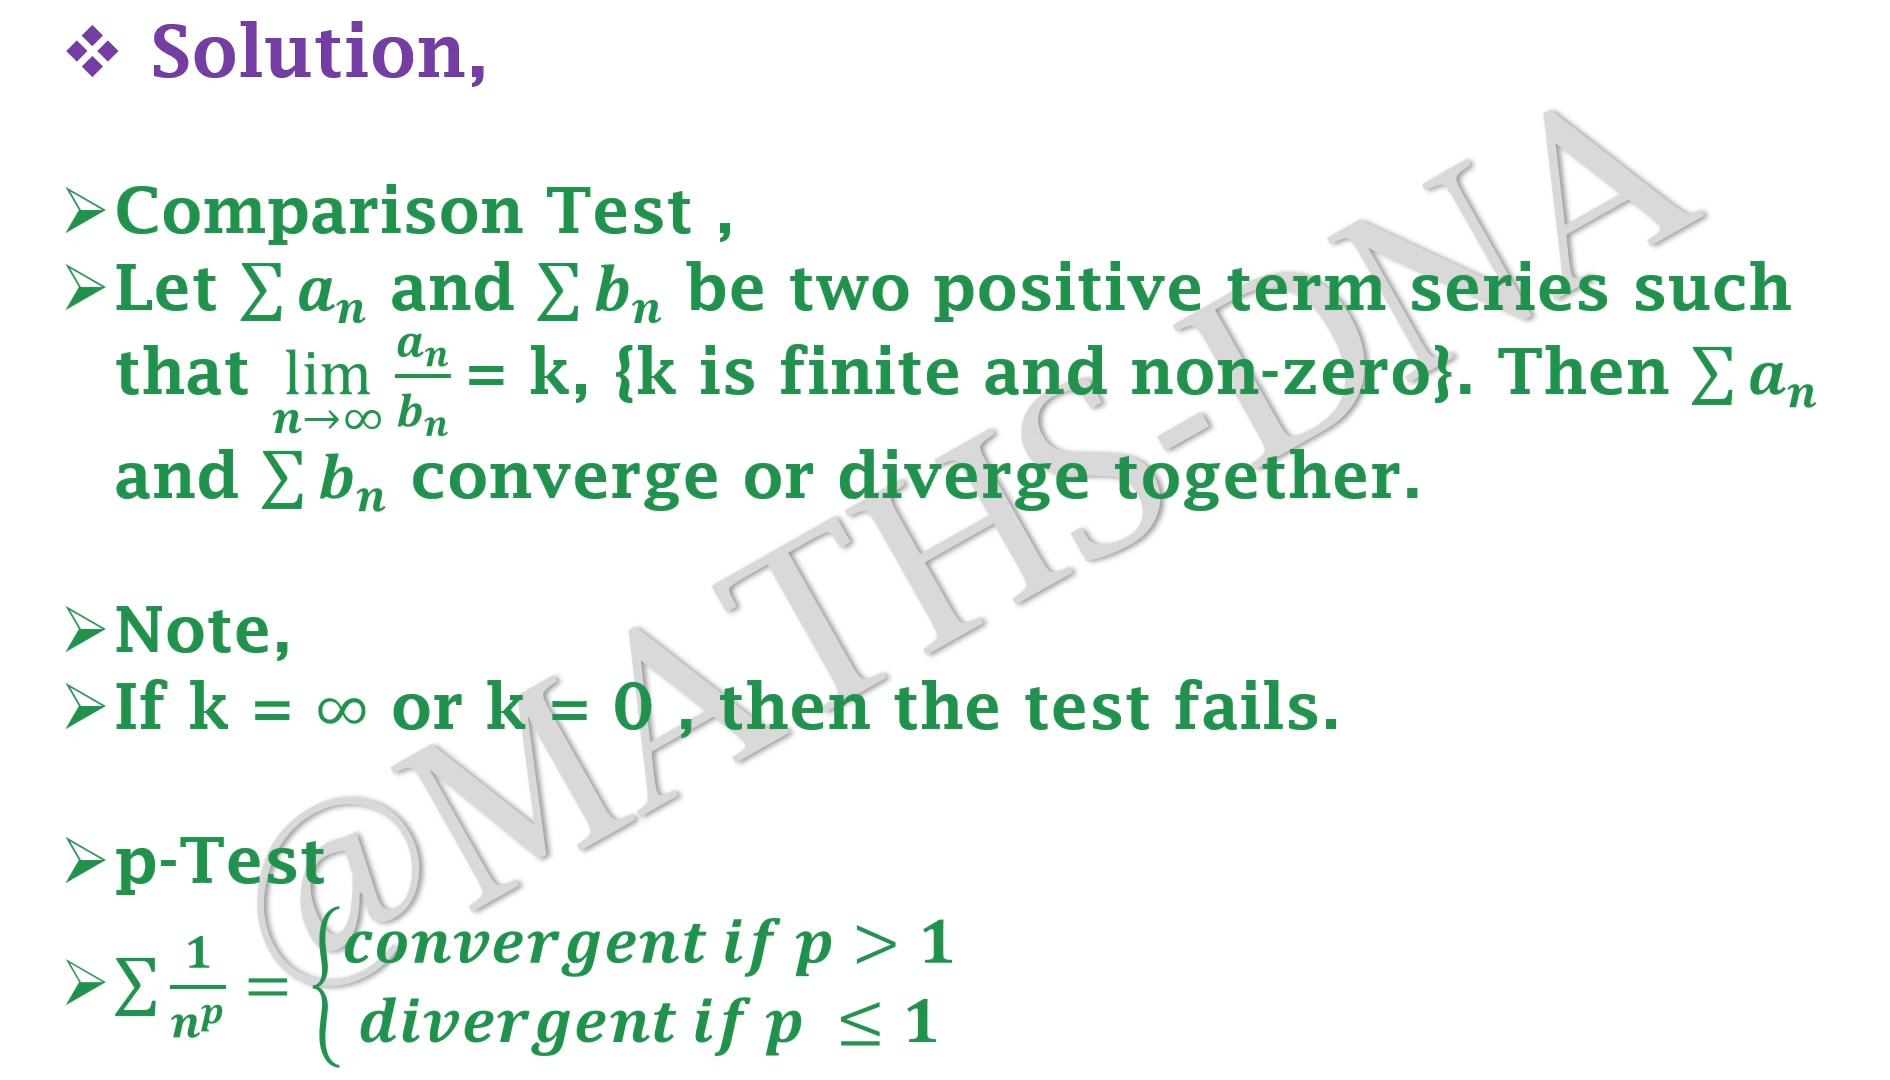 ❖ Solution,
➢Comparison Test ,
➢Let ∑ aₙ and ∑ bₙ be two positive term series such
that lim n→∞ aₙ/bₙ = k, {k is finite and non-zero}. Then ∑ aₙ
and ∑ bₙ converge or diverge together.
➢Note,
➢If k = ∞ or k = 0 , then the test fails.
➢p-Test
➢∑ 1/nᵖ = { convergent if p > 1
divergent if p ≤ 1
@MATHS-DNA